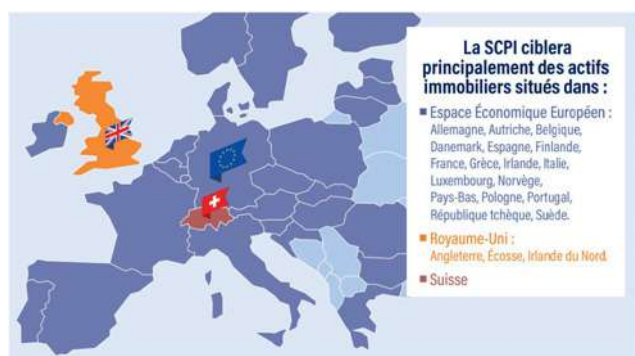 La SCPI ciblera
principalement des actifs
immobiliers situés dans :
■ Espace Économique Européen :
Allemagne, Autriche, Belgique,
Danemark, Espagne, Finlande,
France, Grèce, Irlande, Italie,
Luxembourg, Norvège,
Pays-Bas, Pologne, Portugal,
République tchèque, Suède.
■ Royaume-Uni :
Angleterre, Écosse, Irlande du Nord.
■ Suisse